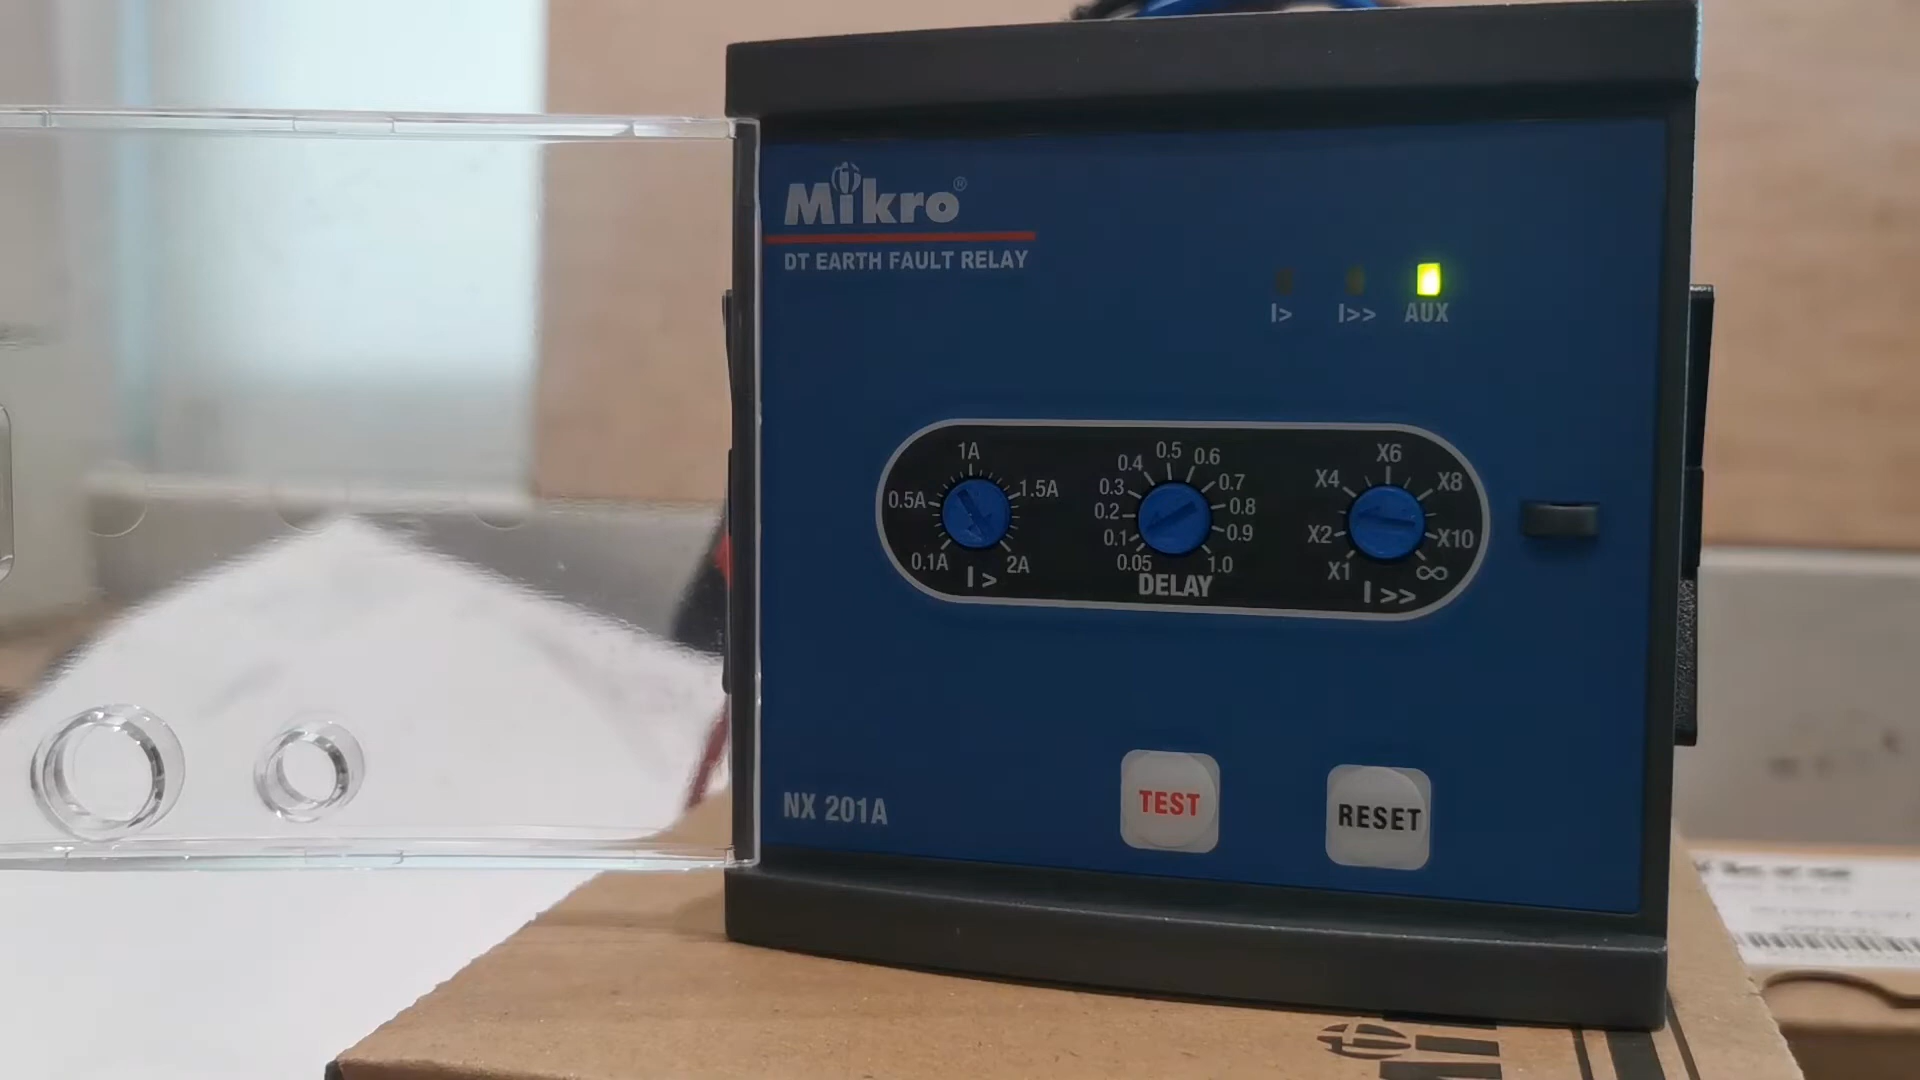 Mikro®
DT EARTH FAULT RELAY
I> I>> AUX
0.1A 0.5A 1A 1.5A 2A
I >
0.05 0.1 0.2 0.3 0.4 0.5 0.6 0.7 0.8 0.9 1.0
DELAY
X1 X2 X4 X6 X8 X10 ∞
I >>
NX 201A
TEST
RESET